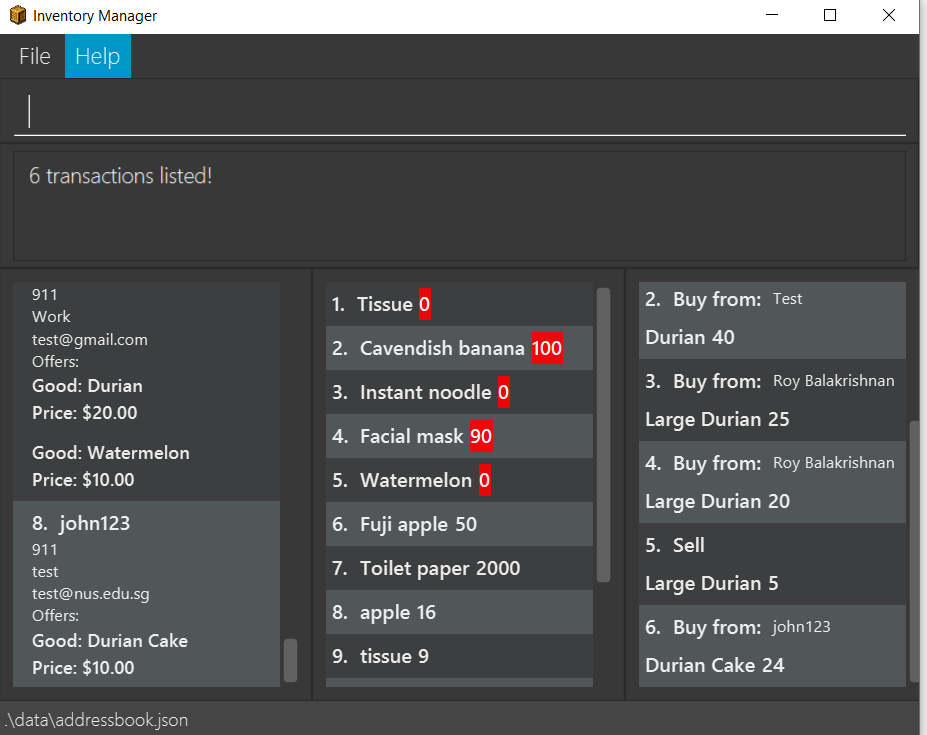 Inventory Manager
File Help
6 transactions listed!
911
Work
test@gmail.com
Offers:
Good: Durian
Price: $20.00
Good: Watermelon
Price: $10.00
8. john123
911
test
test@nus.edu.sg
Offers:
Good: Durian Cake
Price: $10.00
1. Tissue 0
2. Cavendish banana 100
3. Instant noodle 0
4. Facial mask 90
5. Watermelon 0
6. Fuji apple 50
7. Toilet paper 2000
8. apple 16
9. tissue 9
2. Buy from: Test
Durian 40
3. Buy from: Roy Balakrishnan
Large Durian 25
4. Buy from: Roy Balakrishnan
Large Durian 20
5. Sell
Large Durian 5
6. Buy from: john123
Durian Cake 24
.\data\addressbook.json